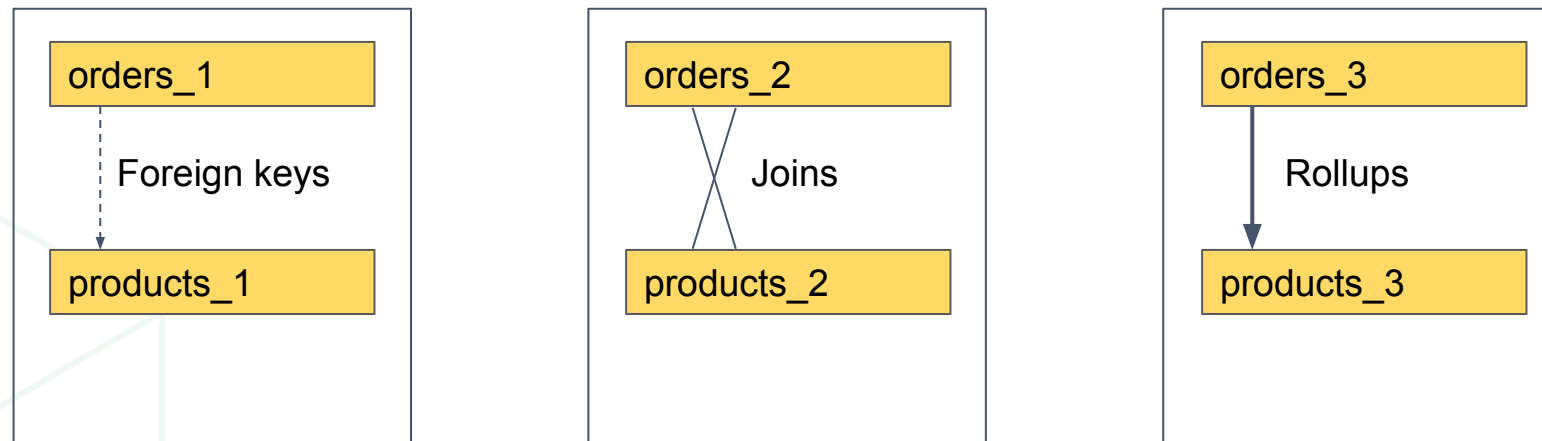 orders_1
Foreign keys
products_1
orders_2
Joins
products_2
orders_3
Rollups
products_3